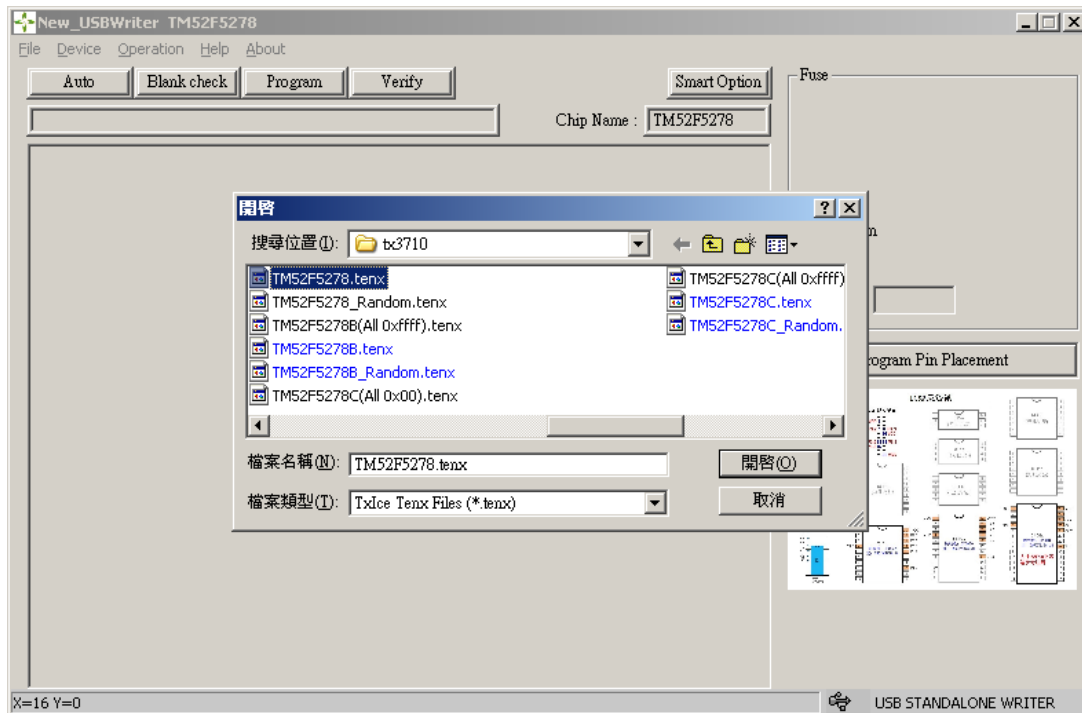 New_USBWriter TM52F5278
File Device Operation Help About
Auto Blank check Program Verify Smart Option
Fuse
Chip Name : TM52F5278
開啓
搜尋位置(I): tx3710
TM52F5278.tenx
TM52F5278_Random.tenx
TM52F5278B(All 0xffff).tenx
TM52F5278B.tenx
TM52F5278B_Random.tenx
TM52F5278C(All 0x00).tenx
TM52F5278C(All 0xffff)
TM52F5278C.tenx
TM52F5278C_Random.
檔案名稱(N): TM52F5278.tenx
開啓(O)
檔案類型(T): TxIce Tenx Files (*.tenx)
取消
n
rogram Pin Placement
X=16 Y=0
USB STANDALONE WRITER